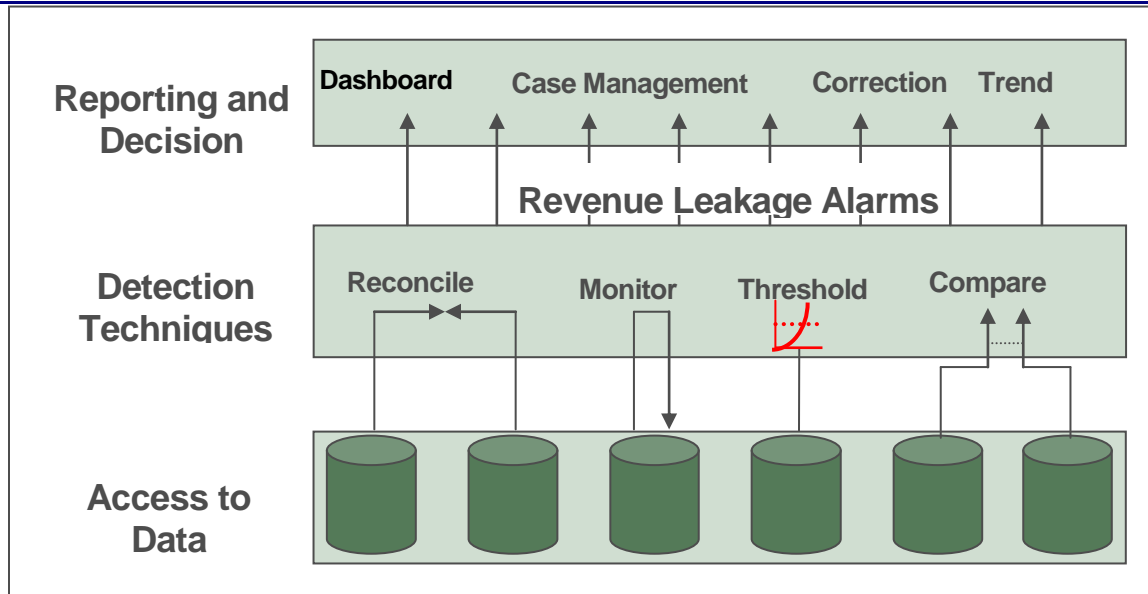 Dashboard Case Management Correction Trend
Reporting and
Decision
Revenue Leakage Alarms
Reconcile Monitor Threshold Compare
Detection
Techniques
Access to
Data